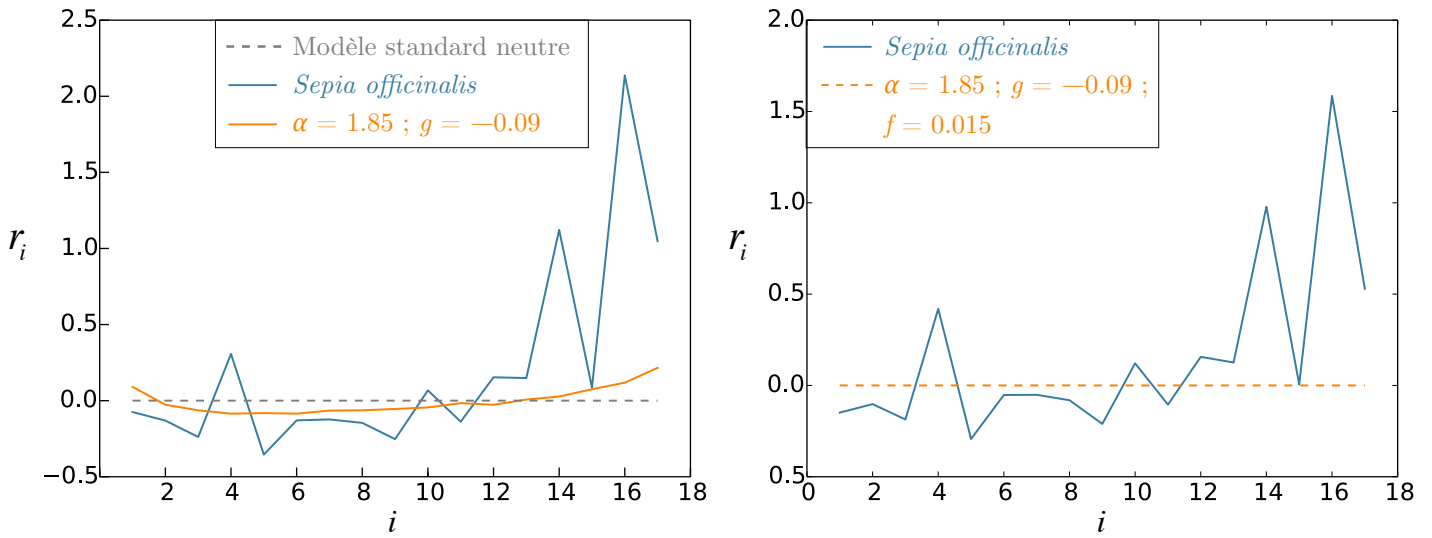 2.5
2.0
1.5
1.0
0.5
0.0
−0.5
r_i
Modèle standard neutre
Sepia officinalis
α = 1.85 ; g = −0.09
2 4 6 8 10 12 14 16 18
i
2.0
1.5
1.0
0.5
0.0
0.5
r_i
Sepia officinalis
α = 1.85 ; g = −0.09 ;
f = 0.015
0 2 4 6 8 10 12 14 16 18
i